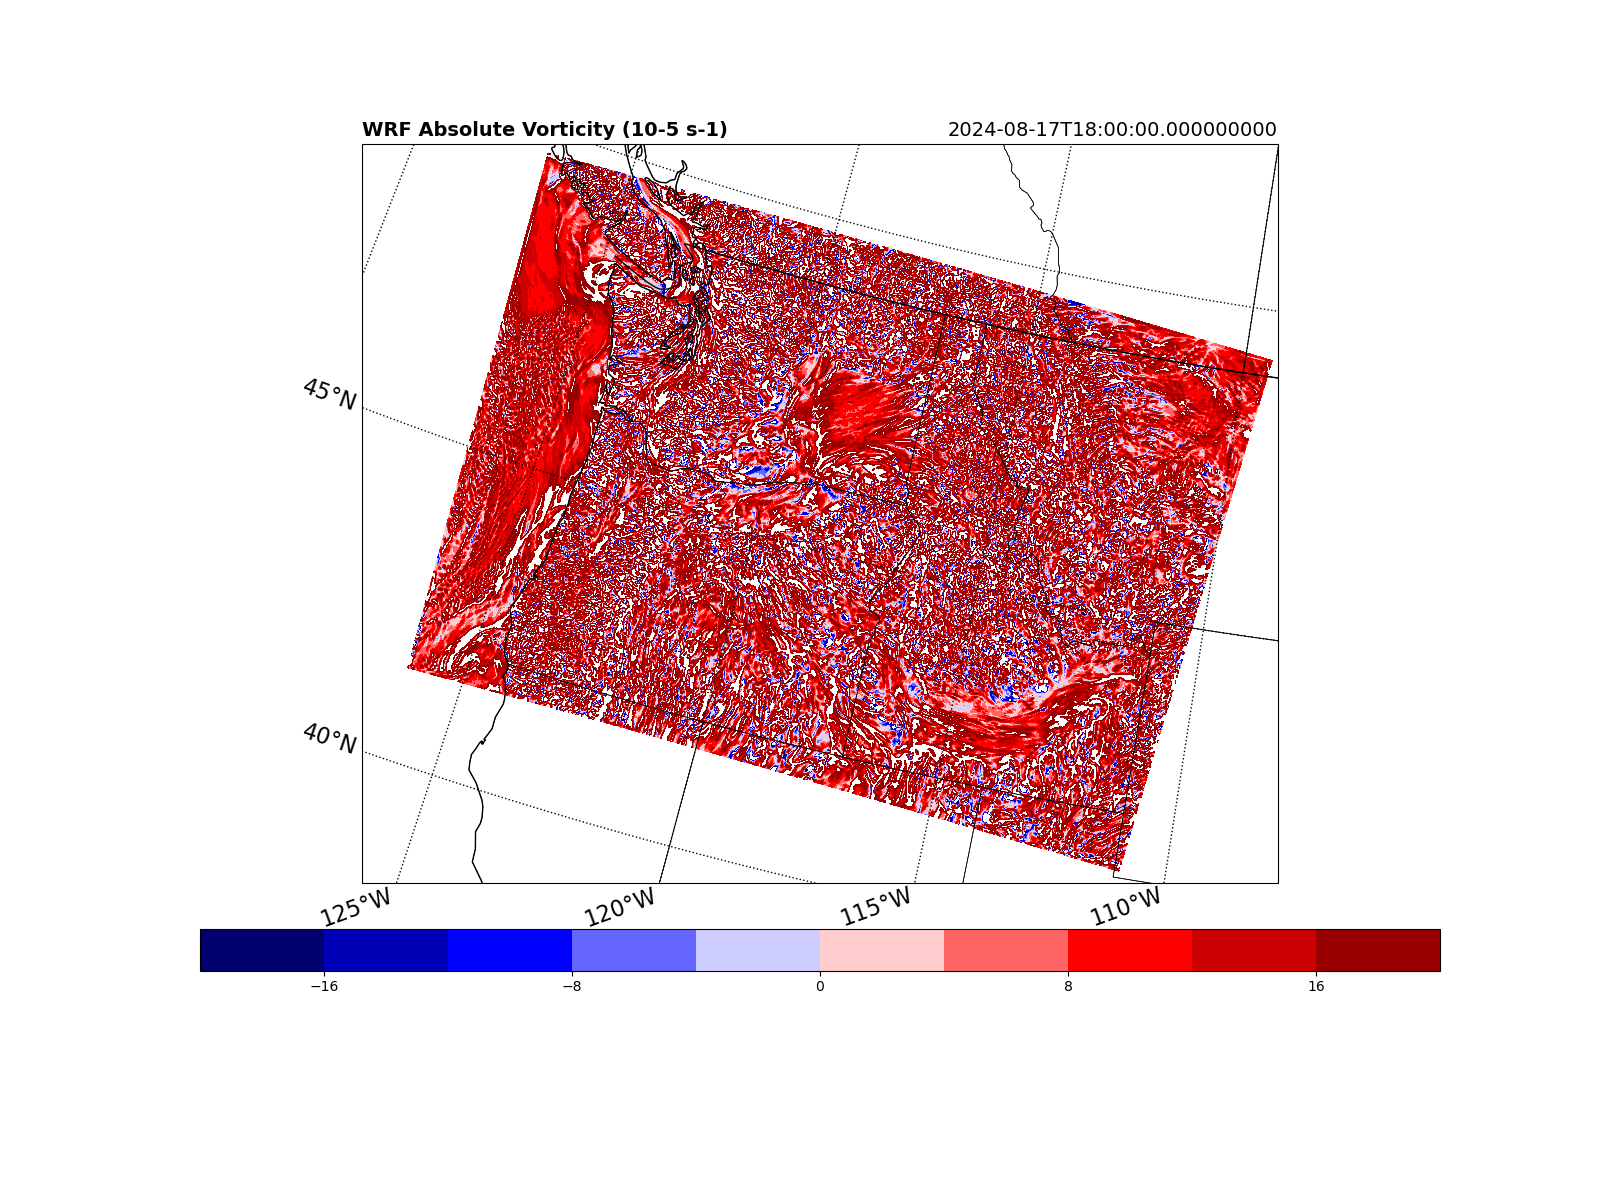 WRF Absolute Vorticity (10-5 s-1)
2024-08-17T18:00:00.000000000
45°N
40°N
125°W
120°W
115°W
110°W
−16
−8
0
8
16